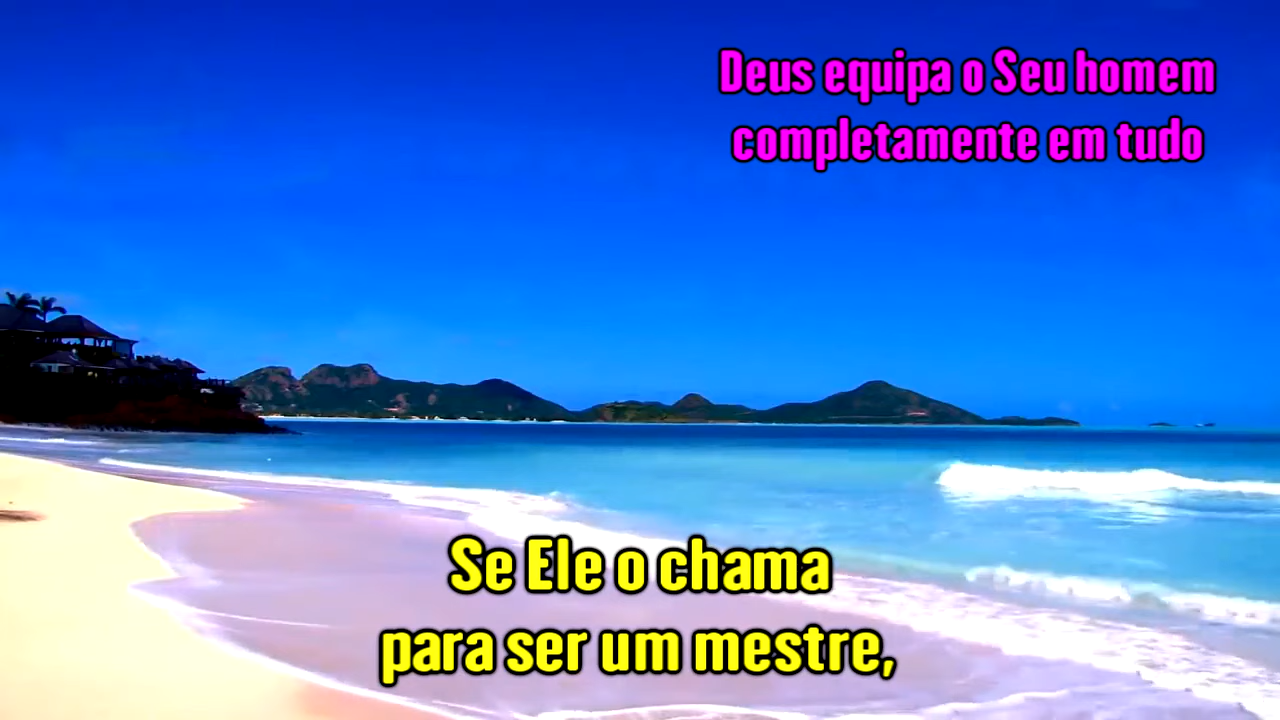 Deus equipa o Seu homem
completamente em tudo
Se Ele o chama
para ser um mestre,